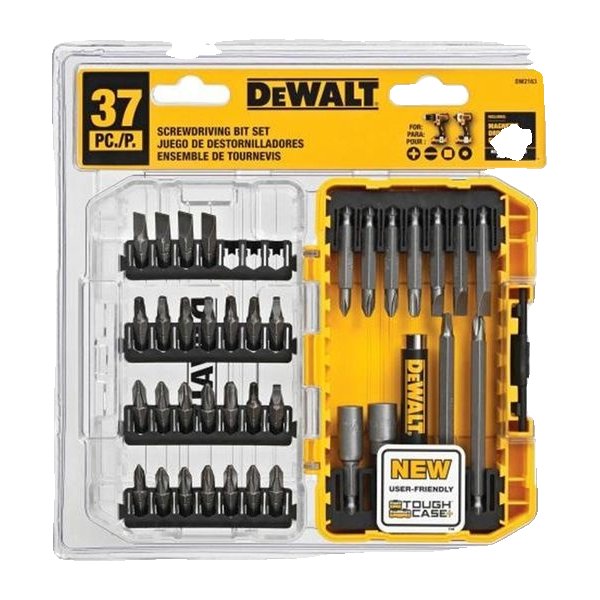 37
PC./P.
DEWALT
SCREWDRIVING BIT SET
JUEGO DE DESTORNILLADORES
ENSEMBLE DE TOURNEVIS
DW2163
FOR:
PARA:
POUR:
DEWALT
NEW
USER-FRIENDLY
TOUGH
CASE+